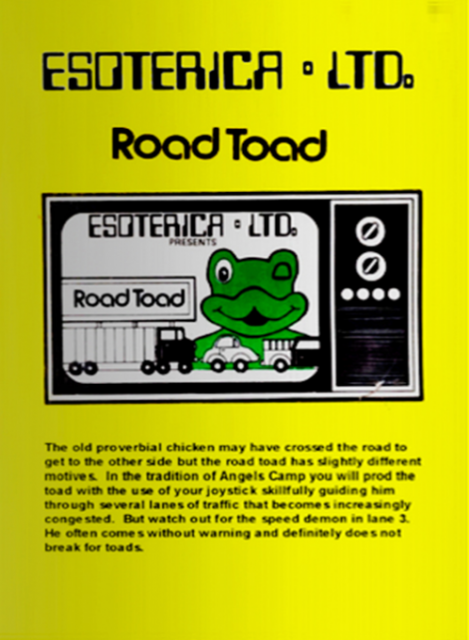 ESOTERICA · LTD.
Road Toad
ESOTERICA · LTD.
PRESENTS
Road Toad
The old proverbial chicken may have crossed the road to
get to the other side but the road toad has slightly different
motives. In the tradition of Angels Camp you will prod the
toad with the use of your joystick skillfully guiding him
through several lanes of traffic that becomes increasingly
congested. But watch out for the speed demon in lane 3.
He often comes without warning and definitely does not
break for toads.